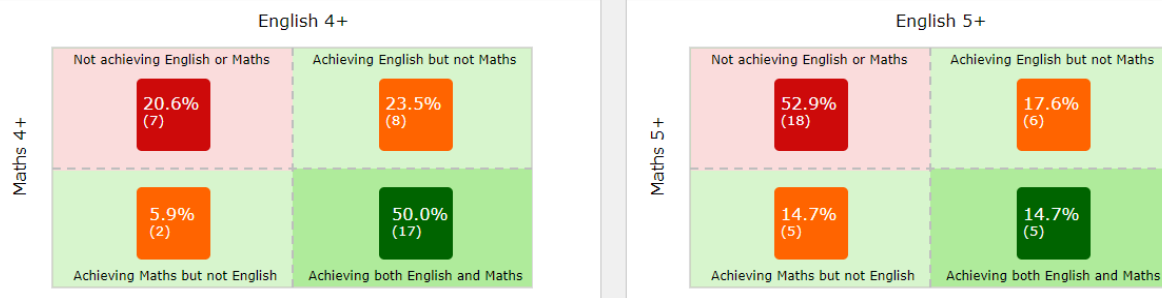 English 4+
Maths 4+
Not achieving English or Maths
Achieving English but not Maths
20.6%
(7)
23.5%
(8)
5.9%
(2)
50.0%
(17)
Achieving Maths but not English
Achieving both English and Maths
English 5+
Maths 5+
Not achieving English or Maths
Achieving English but not Maths
52.9%
(18)
17.6%
(6)
14.7%
(5)
14.7%
(5)
Achieving Maths but not English
Achieving both English and Maths